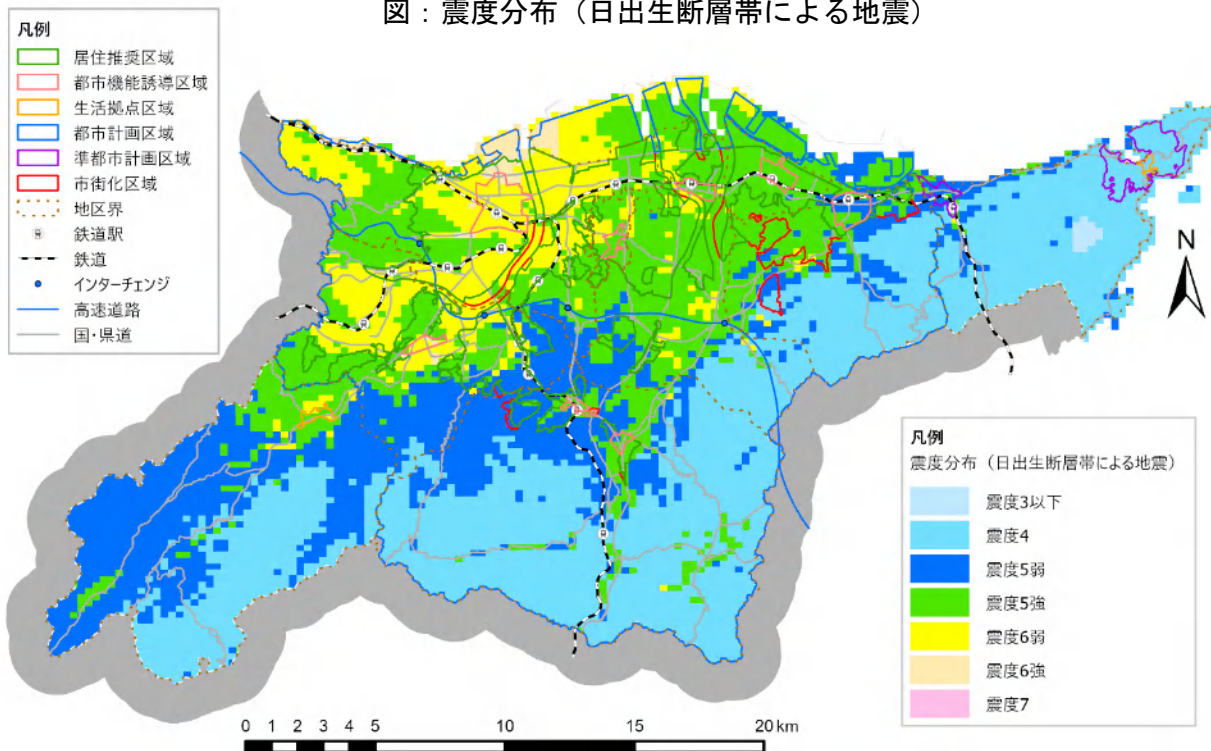 図：震度分布（日出生断層帯による地震）
凡例
居住推奨区域
都市機能誘導区域
生活拠点区域
都市計画区域
準都市計画区域
市街化区域
地区界
鉄道駅
鉄道
インターチェンジ
高速道路
国・県道
N
凡例
震度分布（日出生断層帯による地震）
震度3以下
震度4
震度5弱
震度5強
震度6弱
震度6強
震度7
0 1 2 3 4 5 10 15 20 km